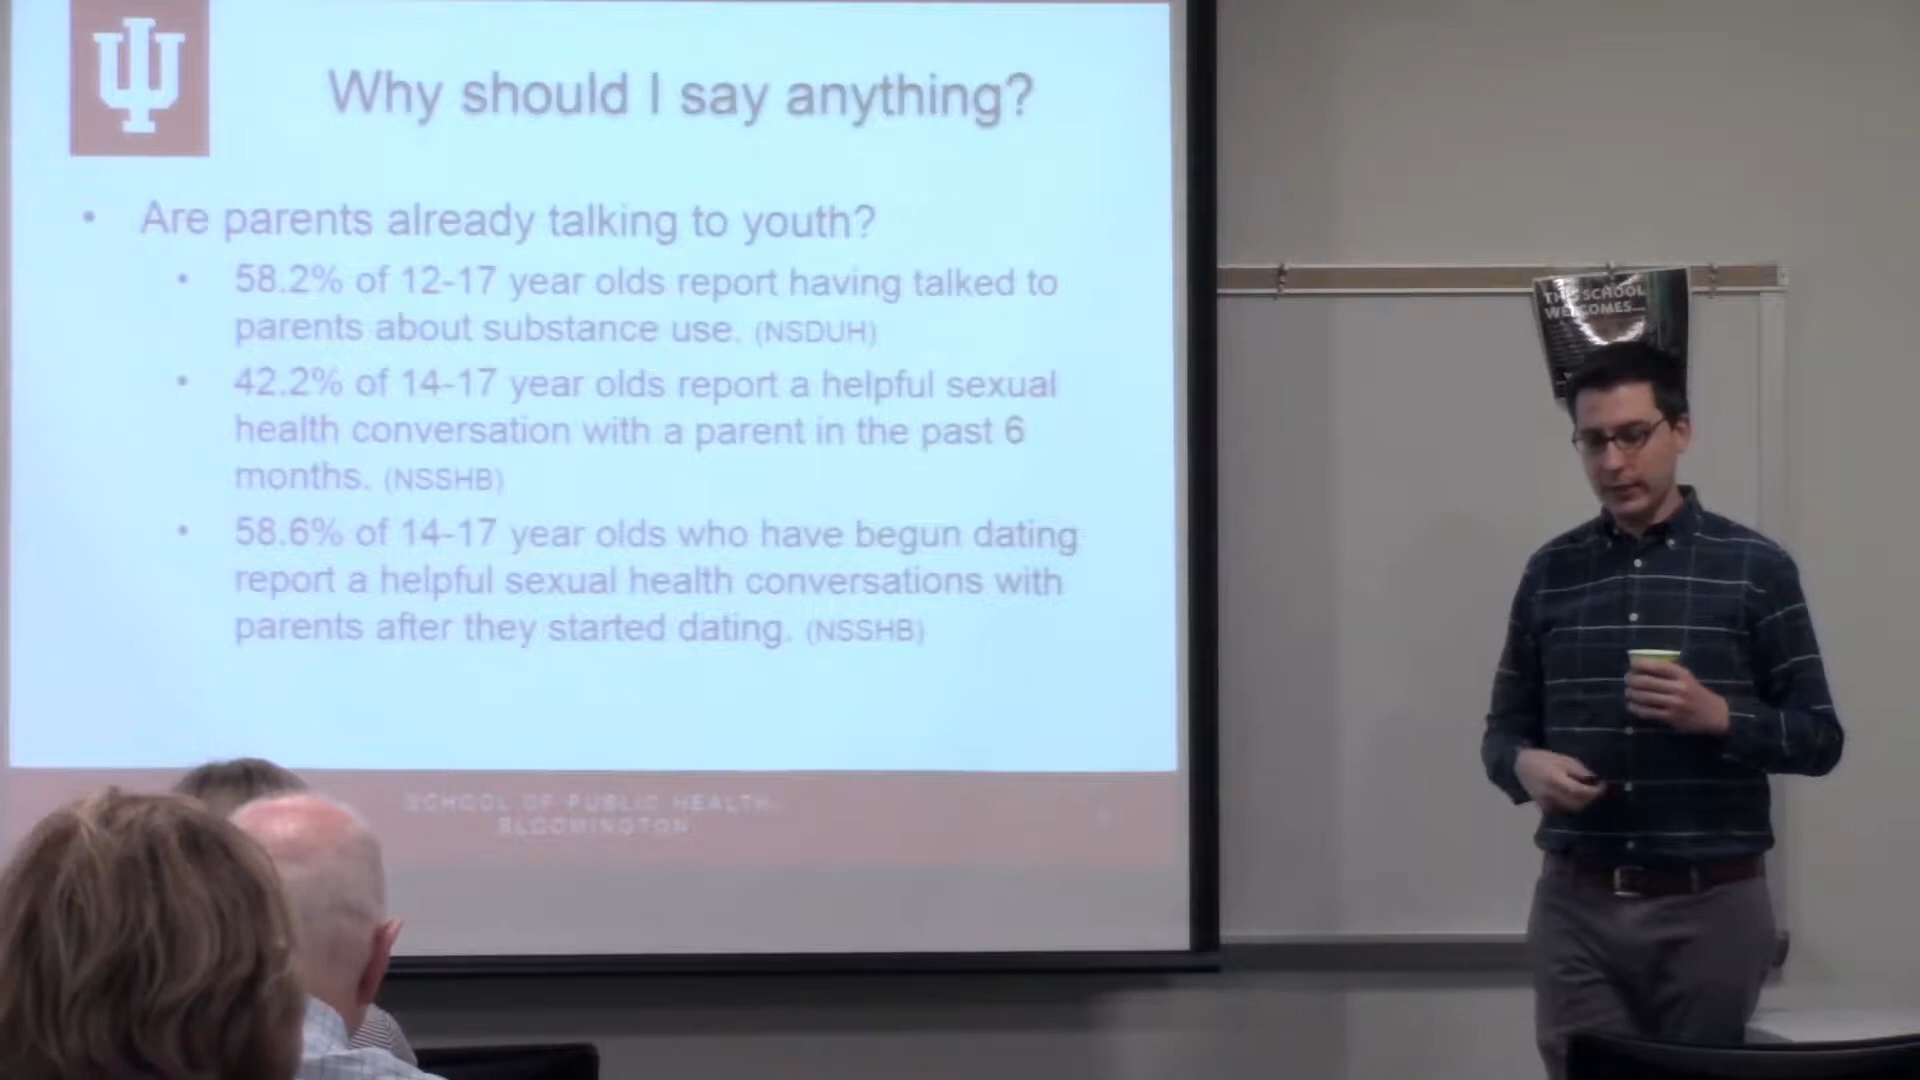 Why should I say anything?
• Are parents already talking to youth?
• 58.2% of 12-17 year olds report having talked to
parents about substance use. (NSDUH)
• 42.2% of 14-17 year olds report a helpful sexual
health conversation with a parent in the past 6
months. (NSSHB)
• 58.6% of 14-17 year olds who have begun dating
report a helpful sexual health conversations with
parents after they started dating. (NSSHB)
SCHOOL OF PUBLIC HEALTH-
BLOOMINGTON
THIS SCHOOL
WELCOMES...